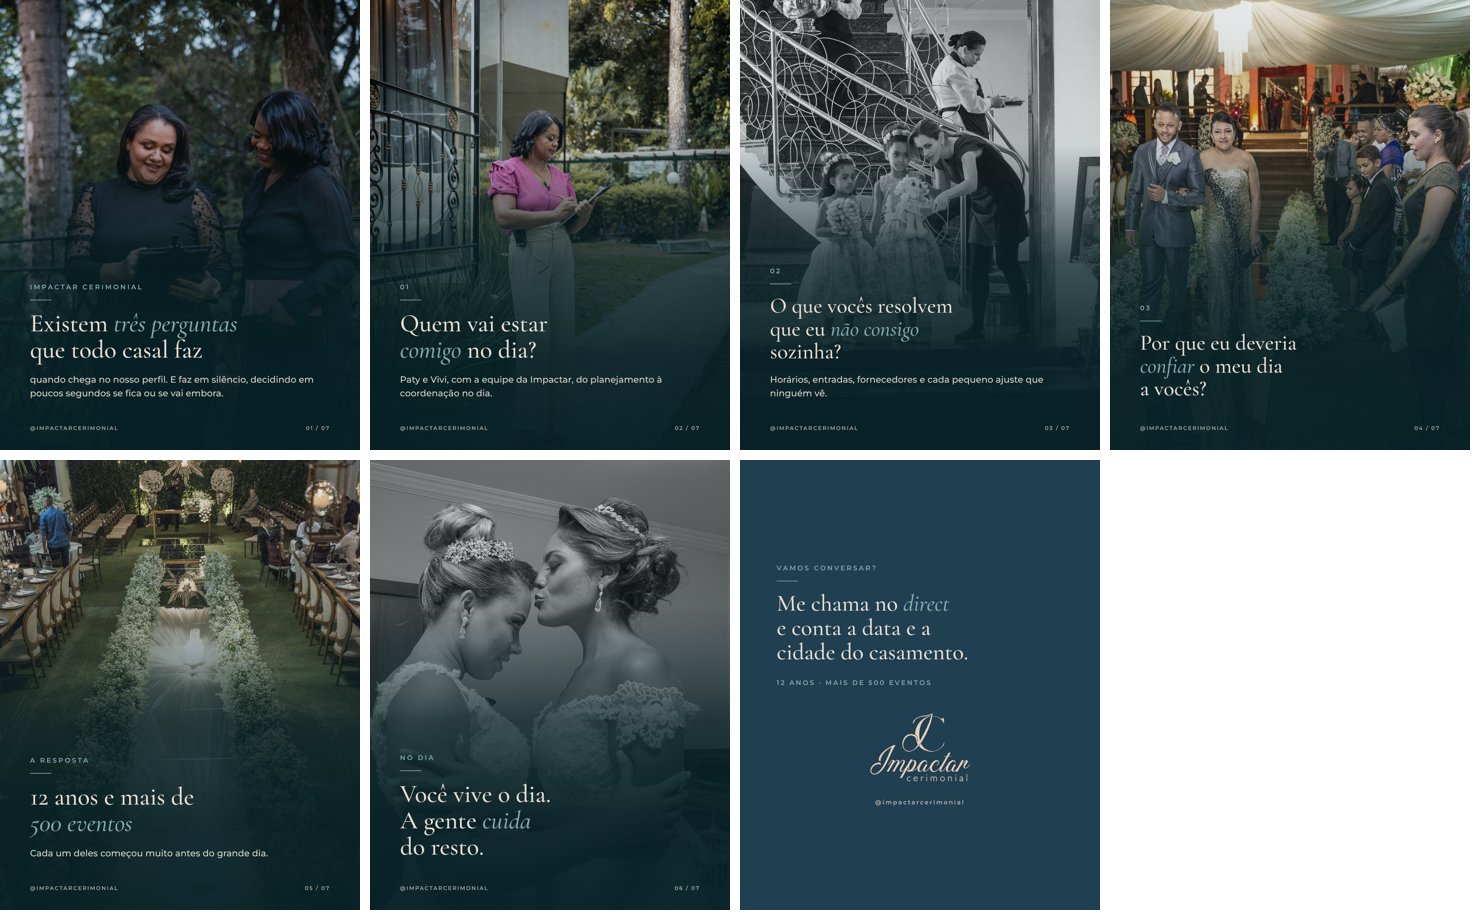 IMPACTAR CERIMONIAL
Existem três perguntas
que todo casal faz
quando chega no nosso perfil. E faz em silêncio, decidindo em
poucos segundos se fica ou se vai embora.
@IMPACTARCERIMONIAL
01 / 07
01
Quem vai estar
comigo no dia?
Paty e Vivi, com a equipe da Impactar, do planejamento à
coordenação no dia.
@IMPACTARCERIMONIAL
02 / 07
02
O que vocês resolvem
que eu não consigo
sozinha?
Horários, entradas, fornecedores e cada pequeno ajuste que
ninguém vê.
@IMPACTARCERIMONIAL
03 / 07
03
Por que eu deveria
confiar o meu dia
a vocês?
@IMPACTARCERIMONIAL
04 / 07
A RESPOSTA
12 anos e mais de
500 eventos
Cada um deles começou muito antes do grande dia.
@IMPACTARCERIMONIAL
05 / 07
NO DIA
Você vive o dia.
A gente cuida
do resto.
@IMPACTARCERIMONIAL
06 / 07
VAMOS CONVERSAR?
Me chama no direct
e conta a data e a
cidade do casamento.
12 ANOS · MAIS DE 500 EVENTOS
Impactar
cerimonial
@impactarcerimonial